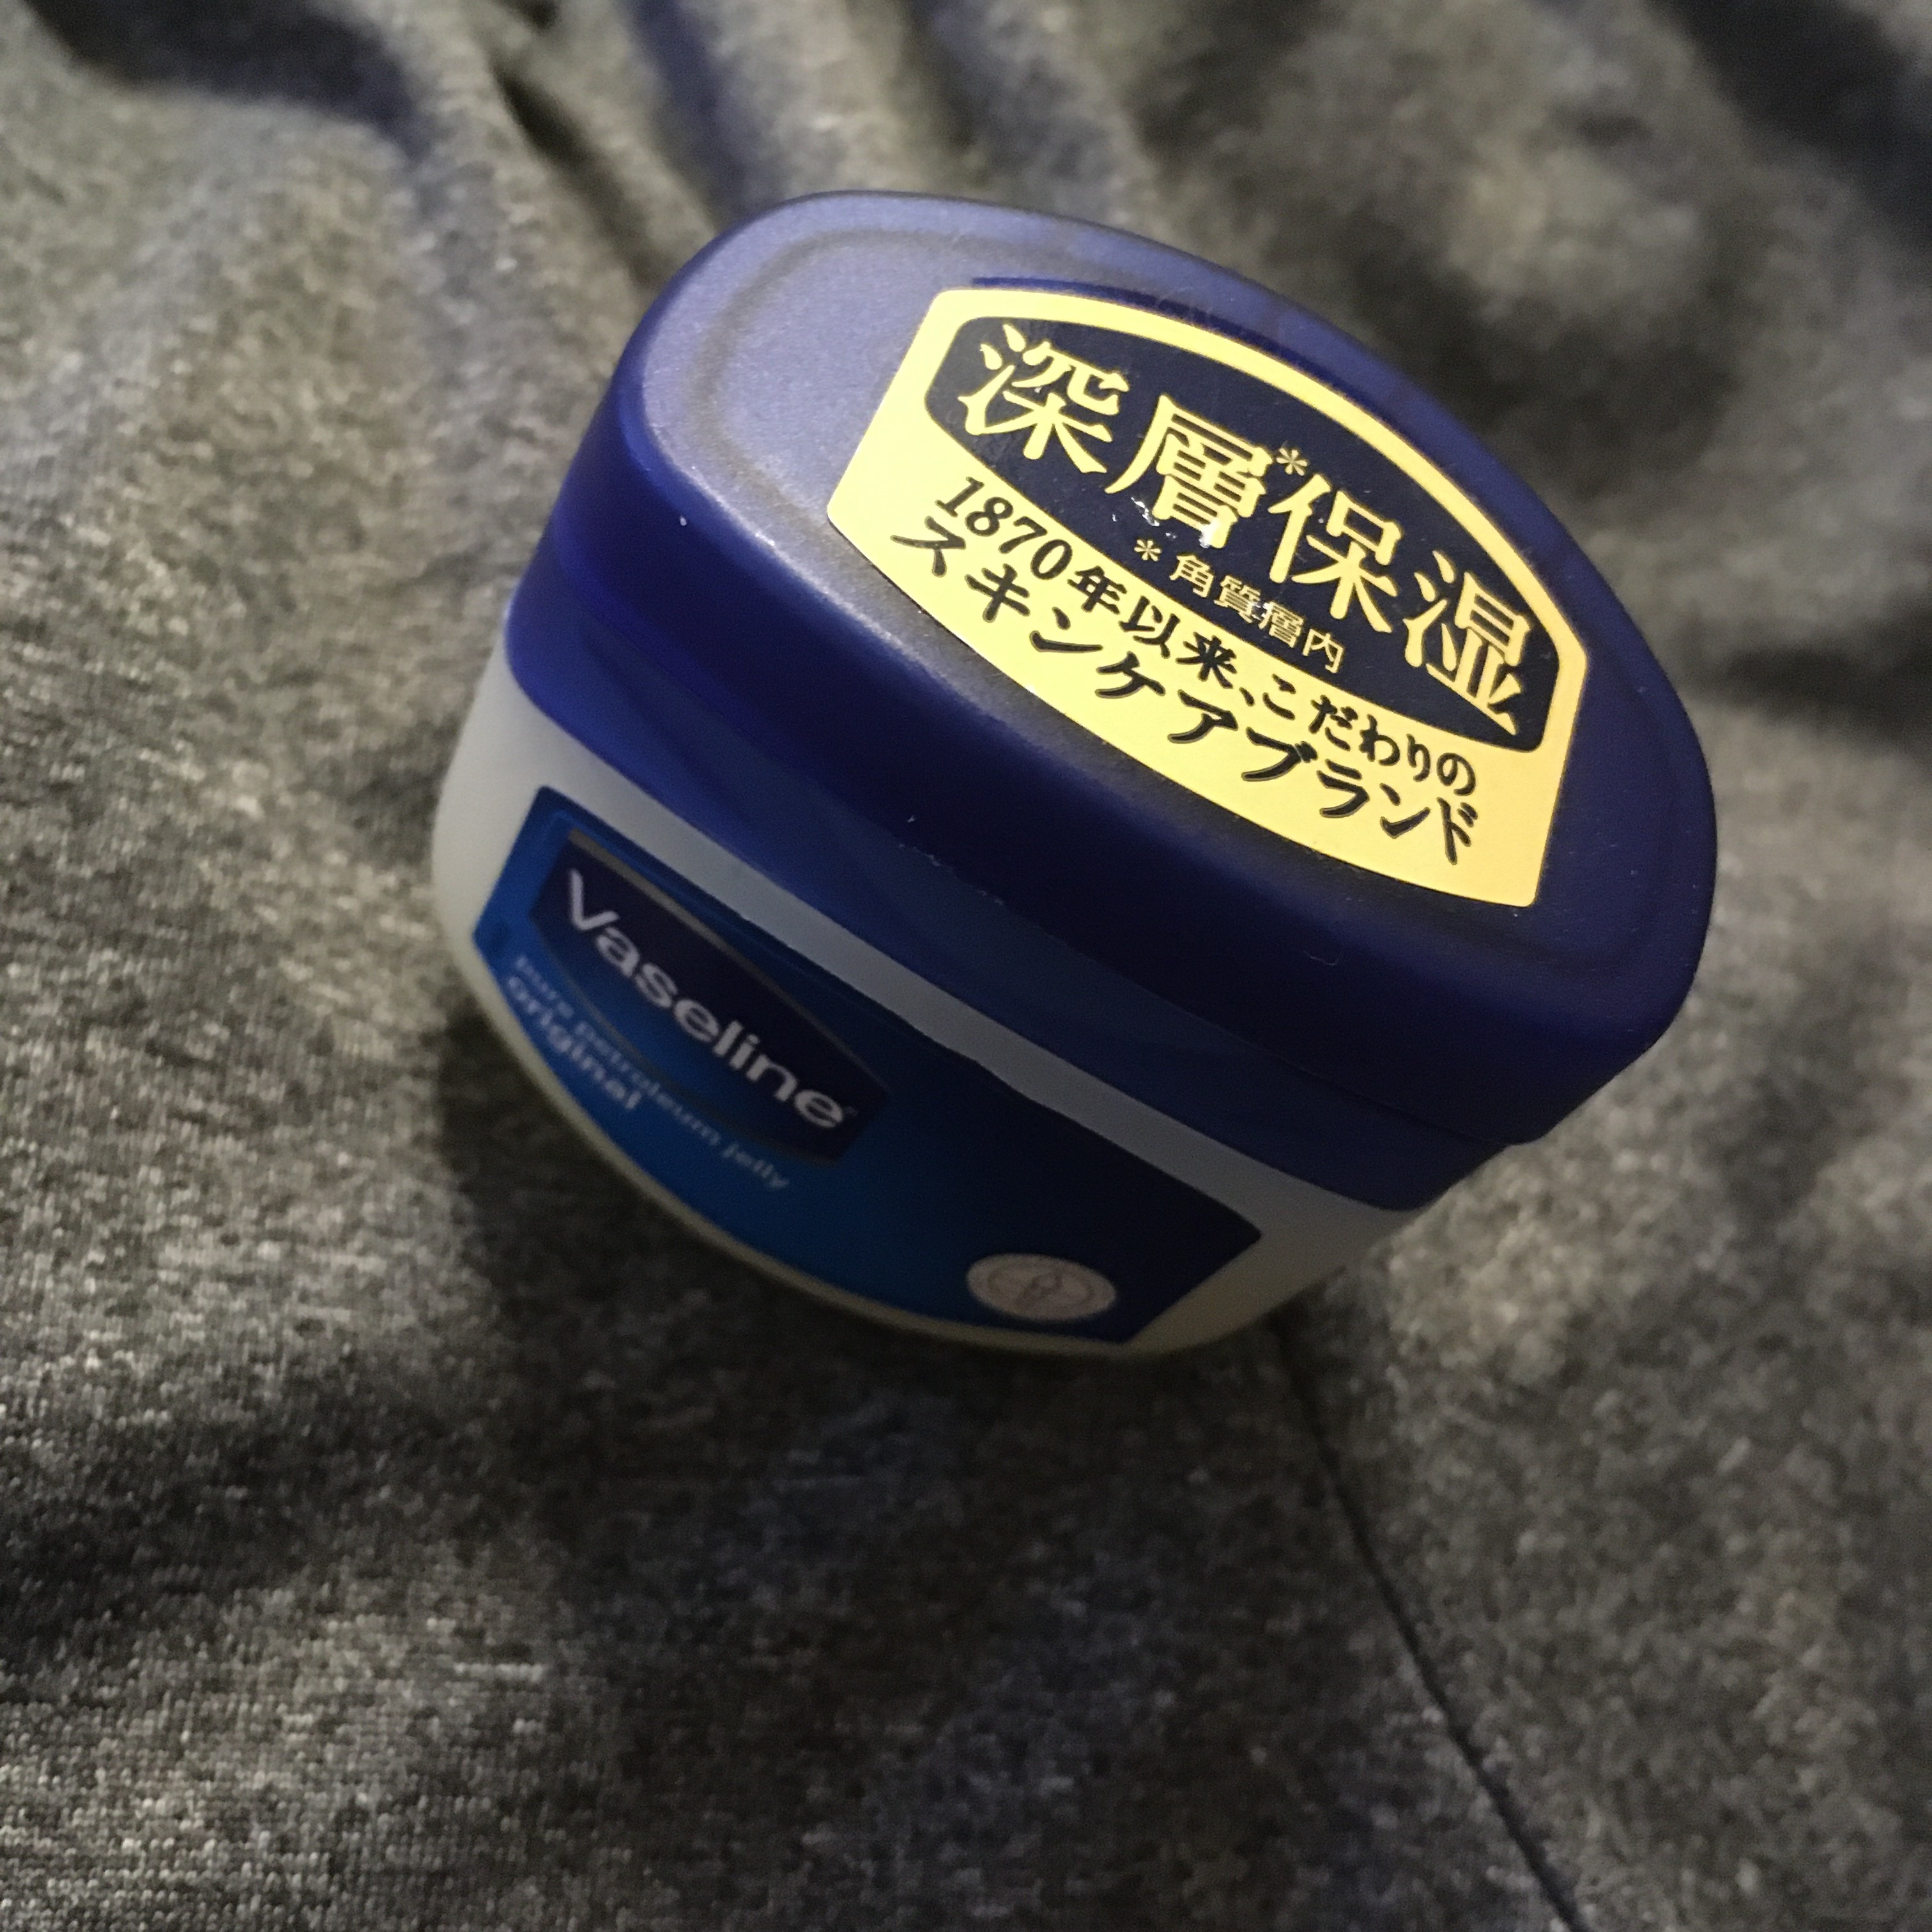 深層*保湿
*角質層内
1870年以来、こだわりの
スキンケアブランド
Vaseline
pure petroleum jelly
original